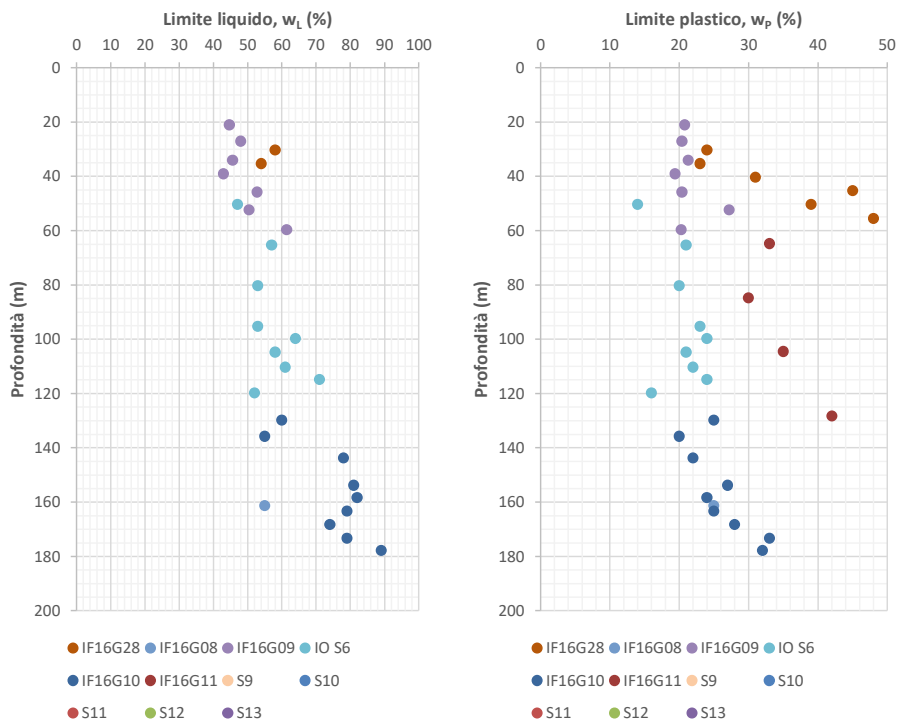 Limite liquido, wL (%)
0 10 20 30 40 50 60 70 80 90 100
0
20
40
60
80
100
120
140
160
180
200
Profondità (m)
IF16G28 IF16G08 IF16G09 IO S6
IF16G10 IF16G11 S9 S10
S11 S12 S13
Limite plastico, wP (%)
0 10 20 30 40 50
0
20
40
60
80
100
120
140
160
180
200
Profondità (m)
IF16G28 IF16G08 IF16G09 IO S6
IF16G10 IF16G11 S9 S10
S11 S12 S13